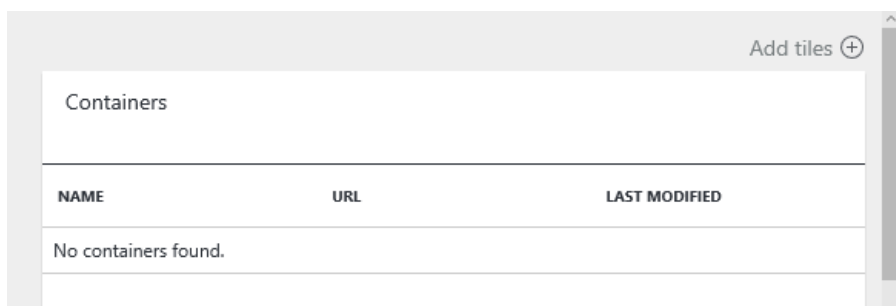 Add tiles
Containers
NAME URL LAST MODIFIED
No containers found.